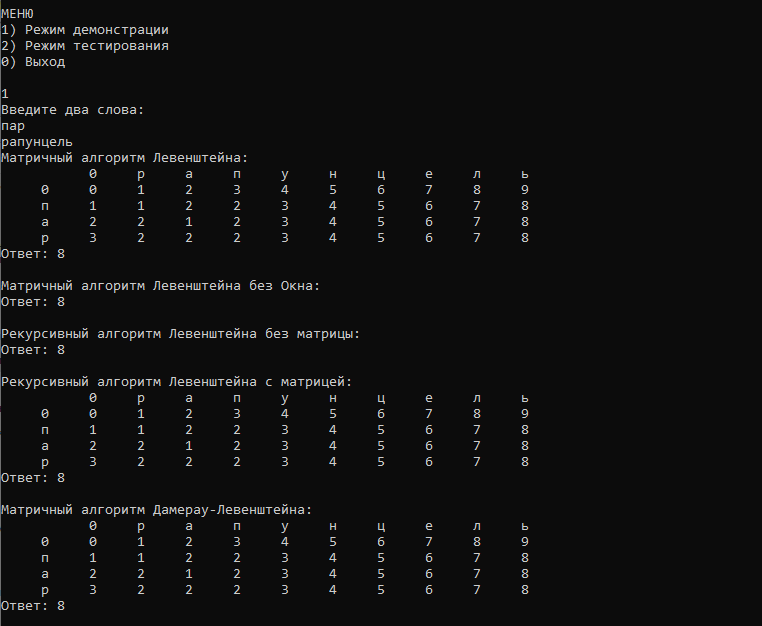 МЕНЮ
1) Режим демонстрации
2) Режим тестирования
0) Выход
1
Введите два слова:
пар
рапунцель
Матричный алгоритм Левенштейна:
0 р а п у н ц е л ь
0 0 1 2 3 4 5 6 7 8 9
п 1 1 2 2 3 4 5 6 7 8
а 2 2 1 2 3 4 5 6 7 8
р 3 2 2 2 3 4 5 6 7 8
Ответ: 8
Матричный алгоритм Левенштейна без Окна:
Ответ: 8
Рекурсивный алгоритм Левенштейна без матрицы:
Ответ: 8
Рекурсивный алгоритм Левенштейна с матрицей:
0 р а п у н ц е л ь
0 0 1 2 3 4 5 6 7 8 9
п 1 1 2 2 3 4 5 6 7 8
а 2 2 1 2 3 4 5 6 7 8
р 3 2 2 2 3 4 5 6 7 8
Ответ: 8
Матричный алгоритм Дамерау-Левенштейна:
0 р а п у н ц е л ь
0 0 1 2 3 4 5 6 7 8 9
п 1 1 2 2 3 4 5 6 7 8
а 2 2 1 2 3 4 5 6 7 8
р 3 2 2 2 3 4 5 6 7 8
Ответ: 8